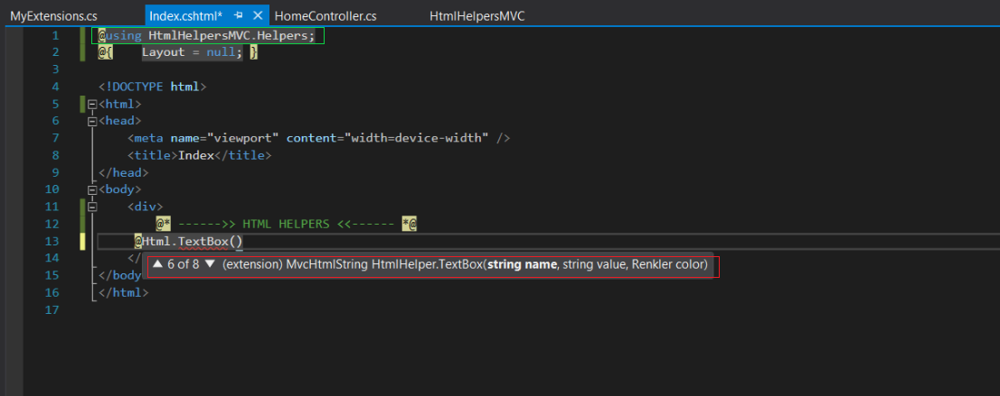 MyExtensions.cs Index.cshtml* HomeController.cs HtmlHelpersMVC
1 @using HtmlHelpersMVC.Helpers;
2 @{ Layout = null; }
3
4 <!DOCTYPE html>
5 <html>
6 <head>
7 <meta name="viewport" content="width=device-width" />
8 <title>Index</title>
9 </head>
10 <body>
11 <div>
12 @* ------>> HTML HELPERS <<------ *@
13 @Html.TextBox()
14 </
▲ 6 of 8 ▼ (extension) MvcHtmlString HtmlHelper.TextBox(string name, string value, Renkler color)
15 </body
16 </html>
17